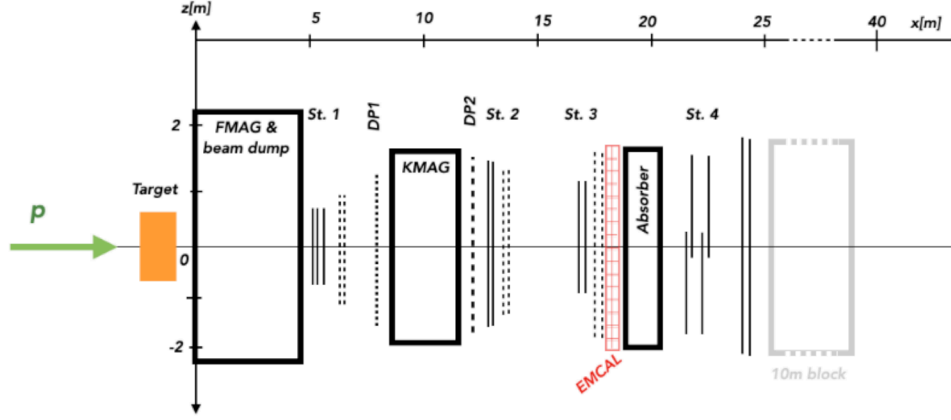 z[m]
5
10
15
20
25
40
x[m]
St. 1
DP1
DP2
St. 2
St. 3
St. 4
2
FMAG &
beam dump
KMAG
Absorber
Target
p
0
-2
EMCAL
10m block